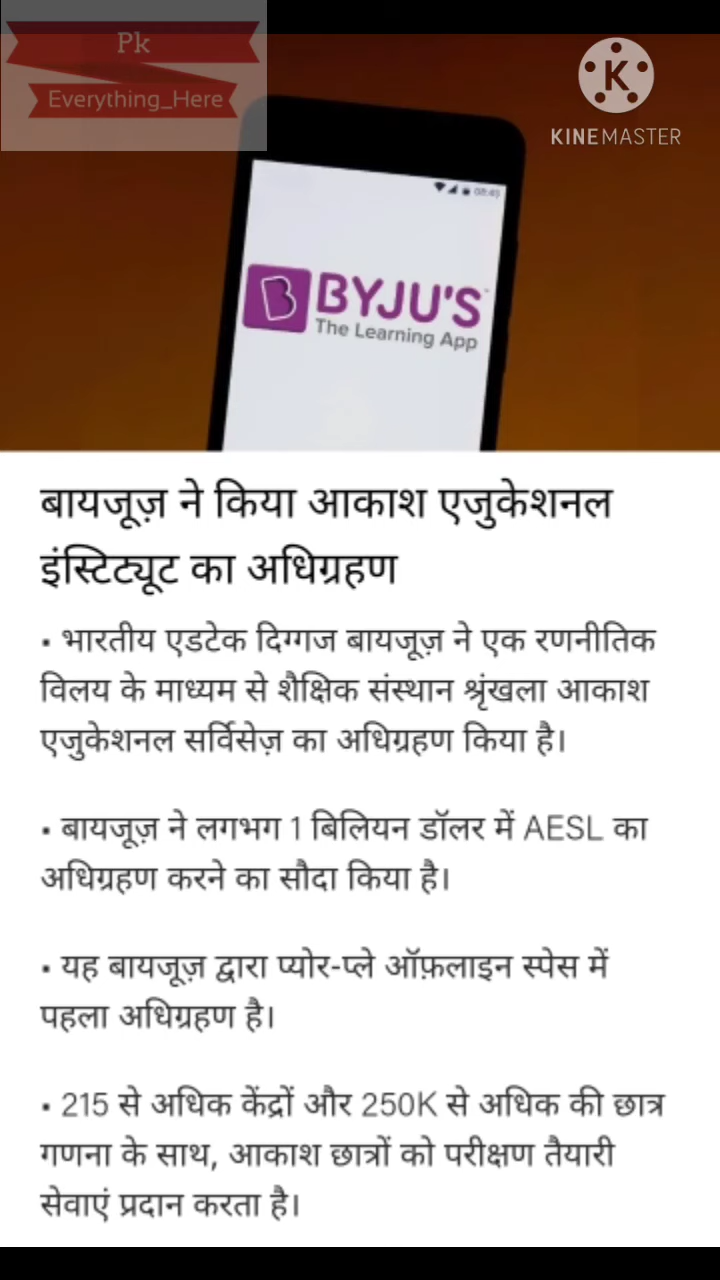 Pk
Everything_Here
K
KINEMASTER
08:45
BYJU'S
The Learning App
बायजूज़ ने किया आकाश एजुकेशनल
इंस्टिट्यूट का अधिग्रहण
• भारतीय एडटेक दिग्गज बायजूज़ ने एक रणनीतिक
विलय के माध्यम से शैक्षिक संस्थान श्रृंखला आकाश
एजुकेशनल सर्विसेज़ का अधिग्रहण किया है।
• बायजूज़ ने लगभग 1 बिलियन डॉलर में AESL का
अधिग्रहण करने का सौदा किया है।
• यह बायजूज़ द्वारा प्योर-प्ले ऑफ़लाइन स्पेस में
पहला अधिग्रहण है।
• 215 से अधिक केंद्रों और 250K से अधिक की छात्र
गणना के साथ, आकाश छात्रों को परीक्षण तैयारी
सेवाएं प्रदान करता है।